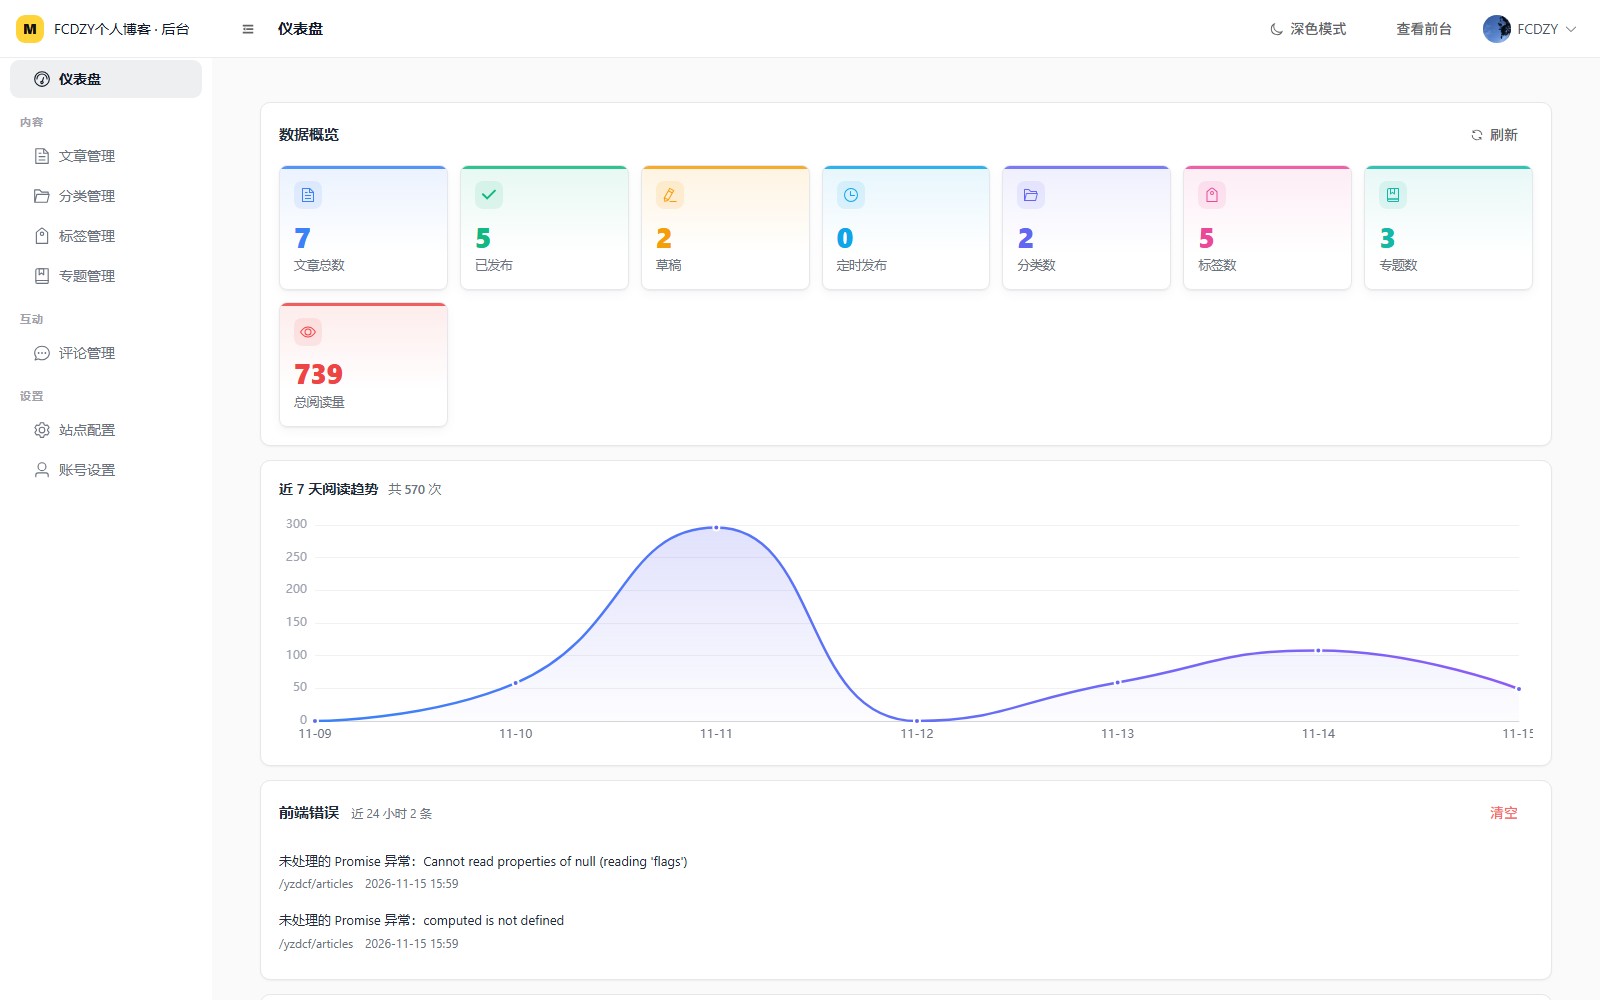 M FCDZY个人博客 · 后台 仪表盘 深色模式 查看前台 FCDZY
仪表盘
内容
文章管理
分类管理
标签管理
专题管理
互动
评论管理
设置
站点配置
账号设置
数据概览 刷新
7 5 2 0 2 5 3
文章总数 已发布 草稿 定时发布 分类数 标签数 专题数
739
总阅读量
近 7 天阅读趋势 共 570 次
300
250
200
150
100
50
0
11-09 11-10 11-11 11-12 11-13 11-14 11-15
前端错误 近 24 小时 2 条 清空
未处理的 Promise 异常：Cannot read properties of null (reading 'flags')
/yzdcf/articles 2026-11-15 15:59
未处理的 Promise 异常：computed is not defined
/yzdcf/articles 2026-11-15 15:59